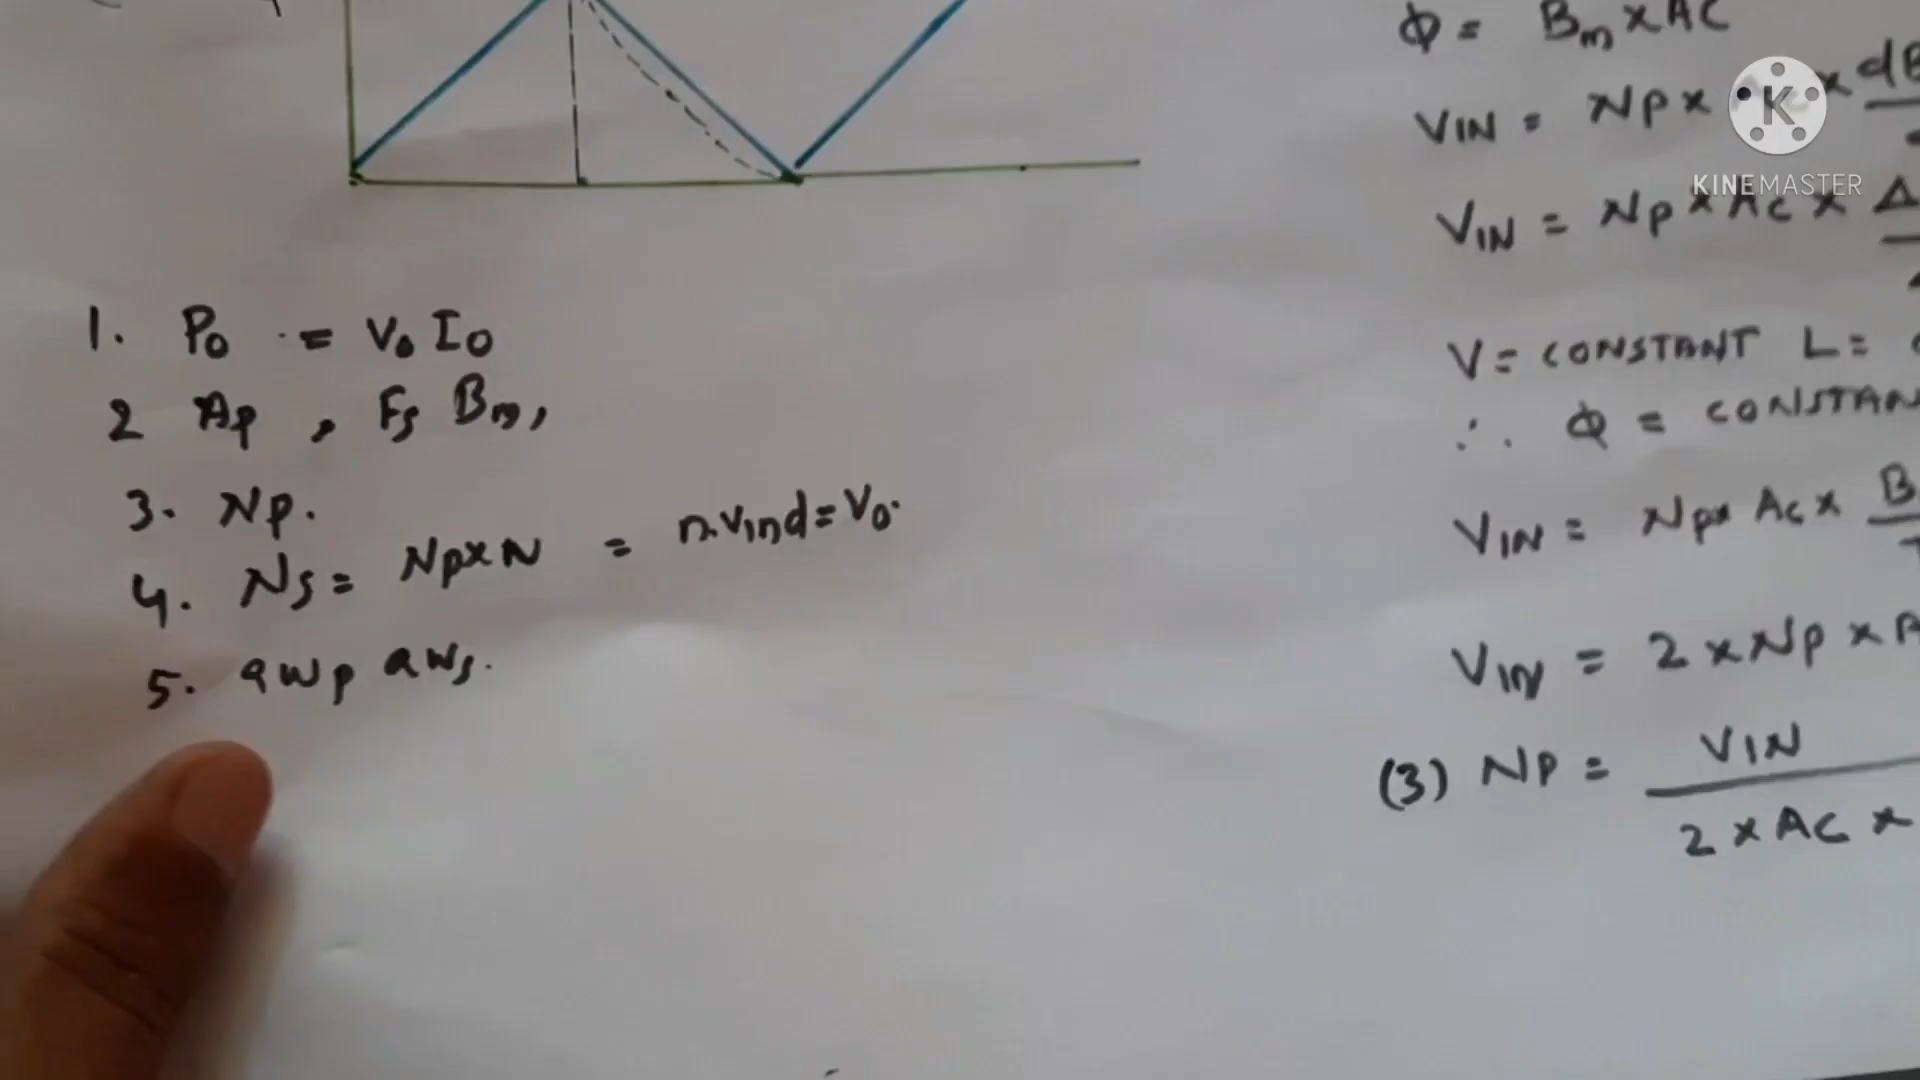 1. Po = Vo Io
2 Ap , Fs Bm,
3. Np.
4. Ns = Np x N = n.Vind = Vo.
5. awp aws.
Φ = Bm x AC
VIN = Np x x dB
VIN = Np x Ac x Δ
V = CONSTANT L =
∴ Φ = CONSTAN
VIN = Np x Ac x B
VIN = 2 x Np x A
(3) NP = VIN
2 x AC x
K
KINEMASTER